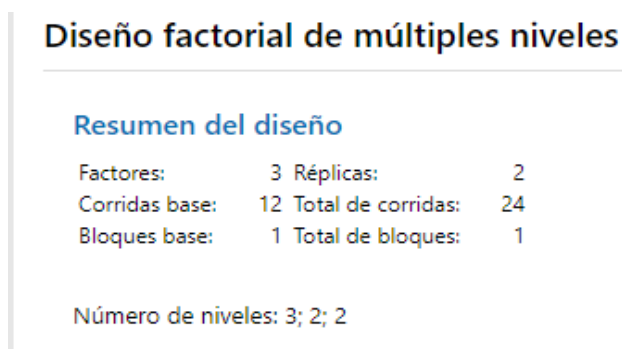 Diseño factorial de múltiples niveles
Resumen del diseño
Factores: 3 Réplicas: 2
Corridas base: 12 Total de corridas: 24
Bloques base: 1 Total de bloques: 1
Número de niveles: 3; 2; 2